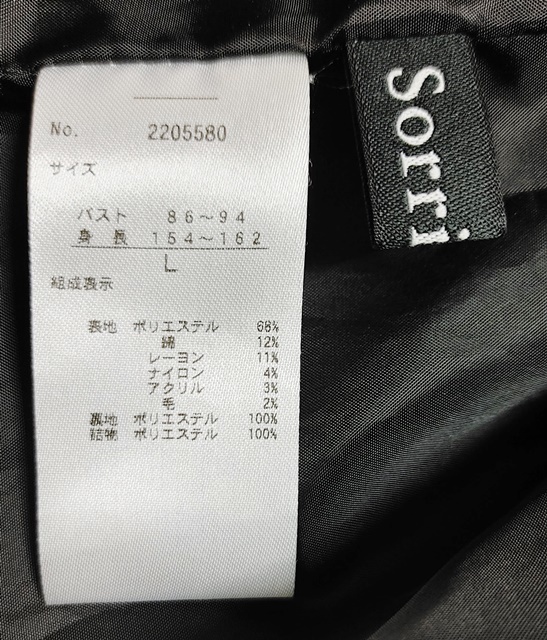 No. 2205580
サイズ
バスト 86～94
身長 154～162
L
組成表示
表地 ポリエステル 68%
綿 12%
レーヨン 11%
ナイロン 4%
アクリル 3%
毛 2%
裏地 ポリエステル 100%
詰物 ポリエステル 100%
Sorri